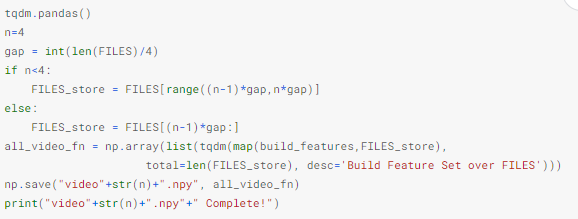 tqdm.pandas()
n=4
gap = int(len(FILES)/4)
if n<4:
    FILES_store = FILES[range((n-1)*gap,n*gap)]
else:
    FILES_store = FILES[(n-1)*gap:]
all_video_fn = np.array(list(tqdm(map(build_features,FILES_store),
                    total=len(FILES_store), desc='Build Feature Set over FILES')))
np.save("video"+str(n)+".npy", all_video_fn)
print("video"+str(n)+".npy"+" Complete!")